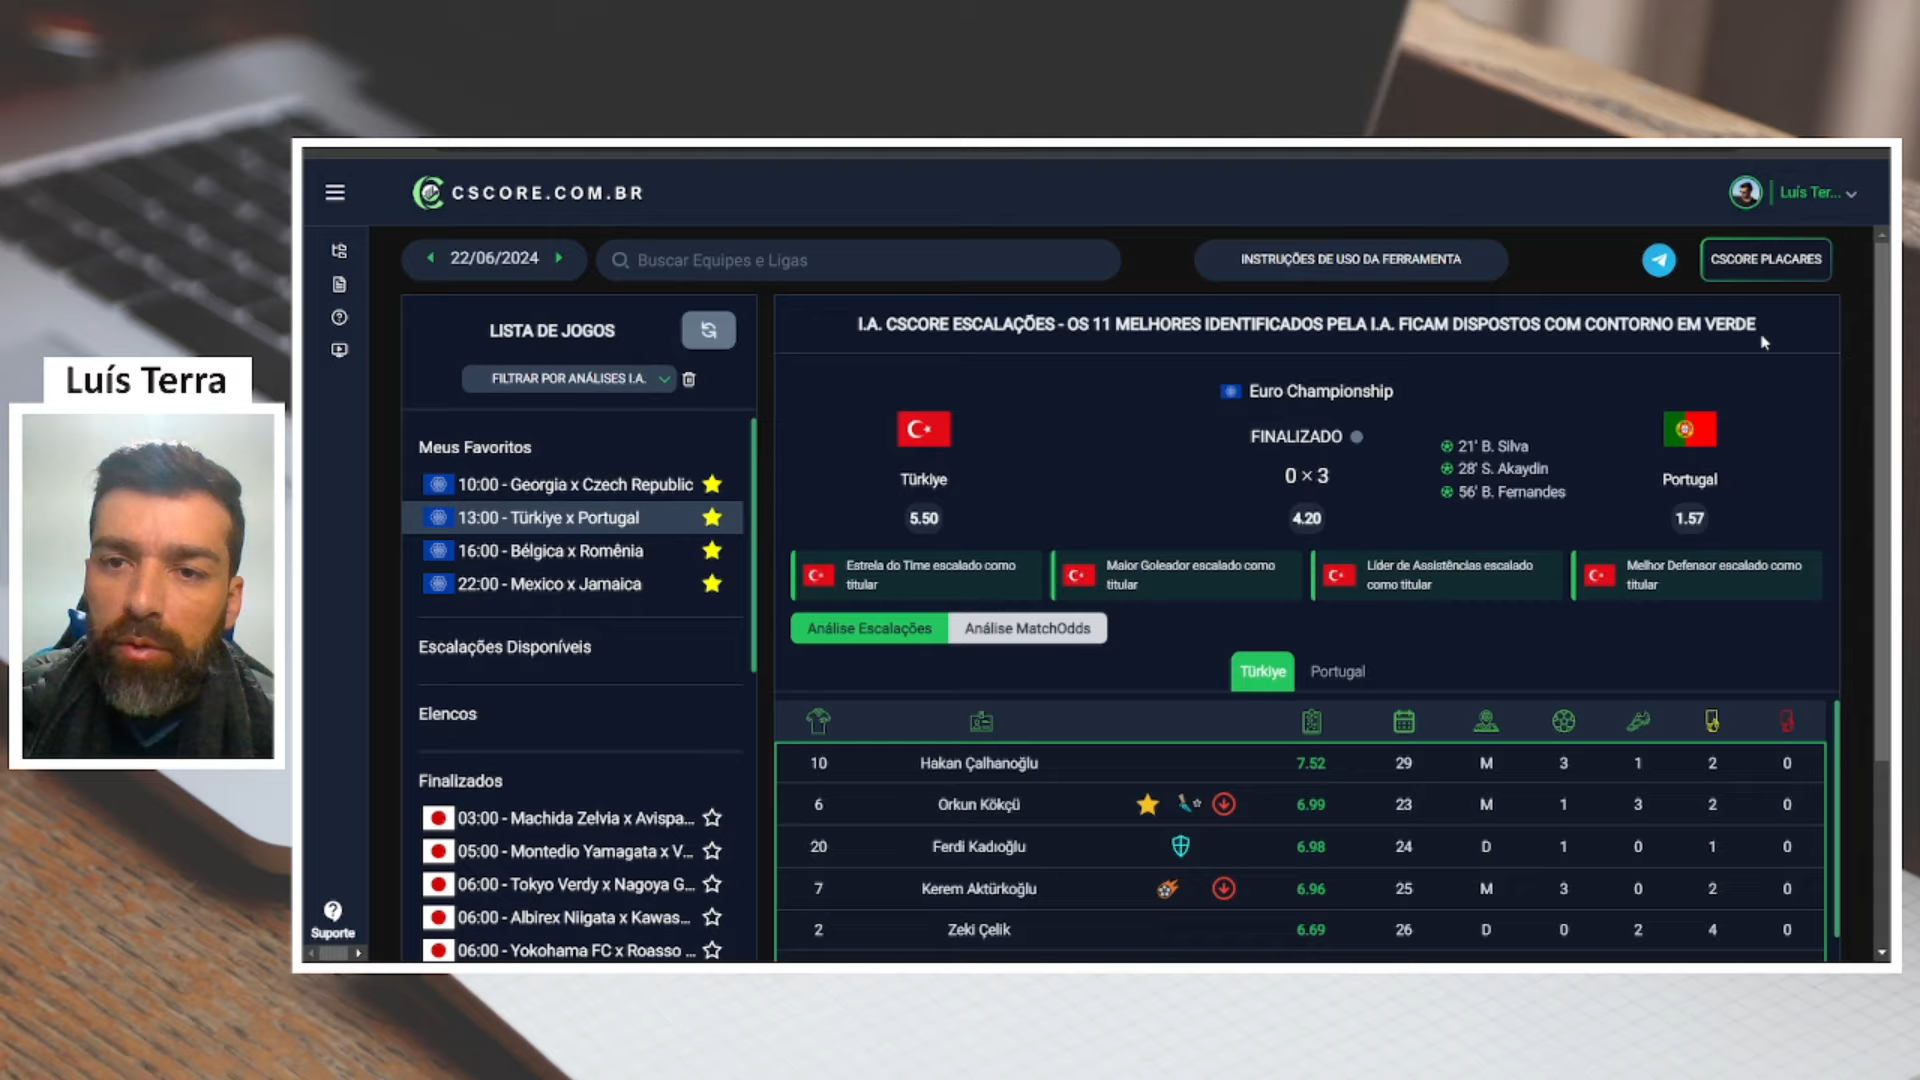 Luís Terra
CSCORE.COM.BR
Luís Ter...
22/06/2024
Buscar Equipes e Ligas
INSTRUÇÕES DE USO DA FERRAMENTA
CSCORE PLACARES
LISTA DE JOGOS
FILTRAR POR ANÁLISES I.A.
Meus Favoritos
10:00 - Georgia x Czech Republic
13:00 - Türkiye x Portugal
16:00 - Bélgica x Romênia
22:00 - Mexico x Jamaica
Escalações Disponíveis
Elencos
Finalizados
03:00 - Machida Zelvia x Avispa...
05:00 - Montedio Yamagata x V...
06:00 - Tokyo Verdy x Nagoya G...
06:00 - Albirex Niigata x Kawas...
06:00 - Yokohama FC x Roasso ...
Suporte
I.A. CSCORE ESCALAÇÕES - OS 11 MELHORES IDENTIFICADOS PELA I.A. FICAM DISPOSTOS COM CONTORNO EM VERDE
Euro Championship
FINALIZADO
0 × 3
4.20
Türkiye
5.50
21' B. Silva
28' S. Akaydin
56' B. Fernandes
Portugal
1.57
Estrela do Time escalado como
titular
Maior Goleador escalado como
titular
Líder de Assistências escalado
como titular
Melhor Defensor escalado como
titular
Análise Escalações
Análise MatchOdds
Türkiye
Portugal
10 Hakan Çalhanoğlu 7.52 29 M 3 1 2 0
6 Orkun Kökçü 6.99 23 M 1 3 2 0
20 Ferdi Kadıoğlu 6.98 24 D 1 0 1 0
7 Kerem Aktürkoğlu 6.96 25 M 3 0 2 0
2 Zeki Çelik 6.69 26 D 0 2 4 0